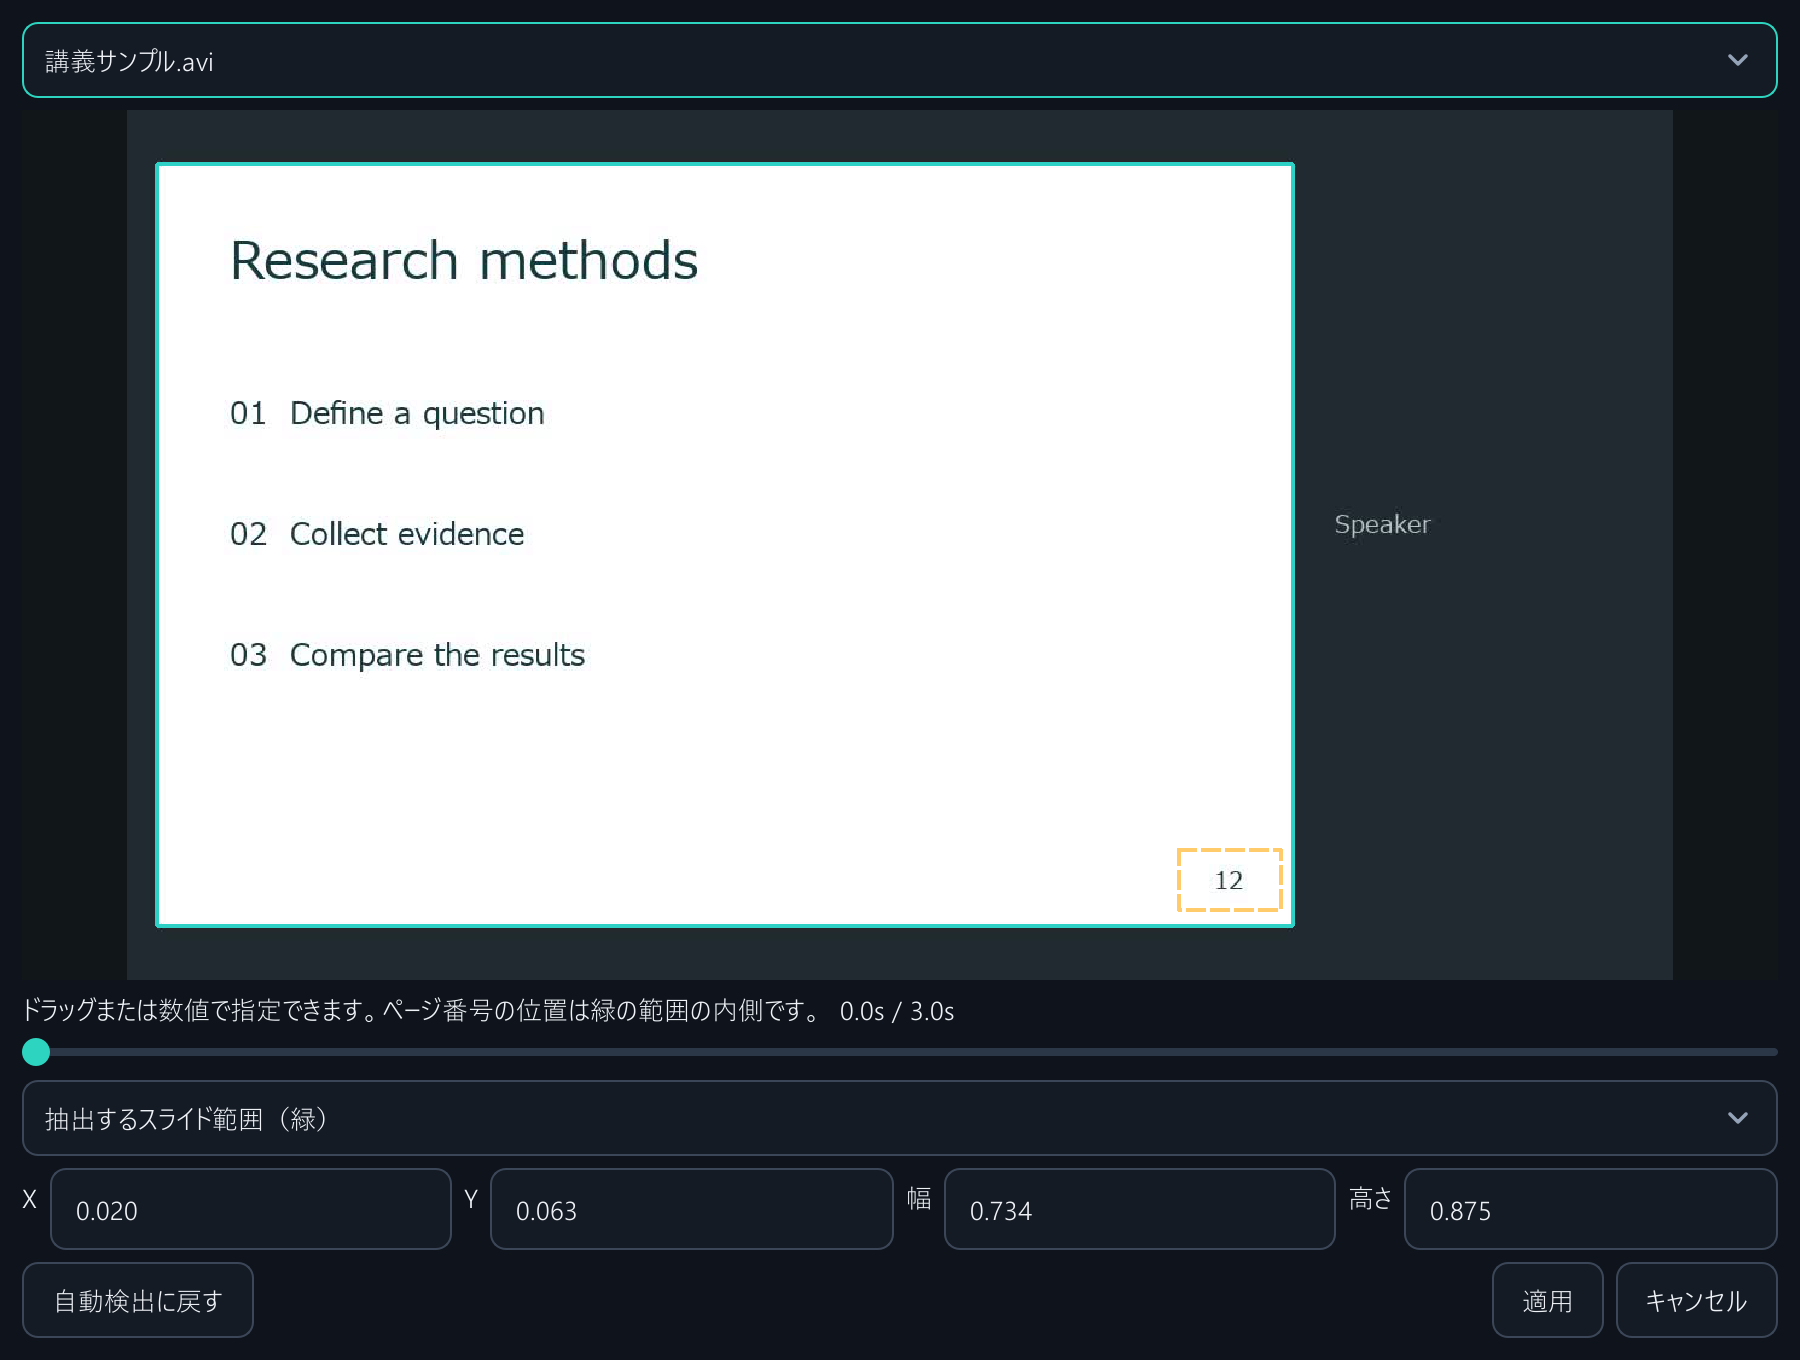 講義サンプル.avi
Research methods
01 Define a question
02 Collect evidence
03 Compare the results
Speaker
12
ドラッグまたは数値で指定できます。ページ番号の位置は緑の範囲の内側です。 0.0s / 3.0s
抽出するスライド範囲（緑）
X 0.020 Y 0.063 幅 0.734 高さ 0.875
自動検出に戻す 適用 キャンセル